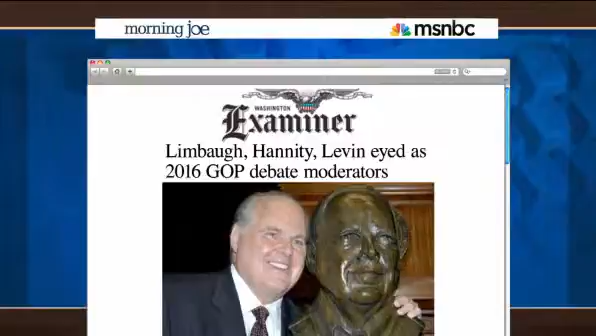 morning joe
msnbc
WASHINGTON
Examiner
Limbaugh, Hannity, Levin eyed as
2016 GOP debate moderators